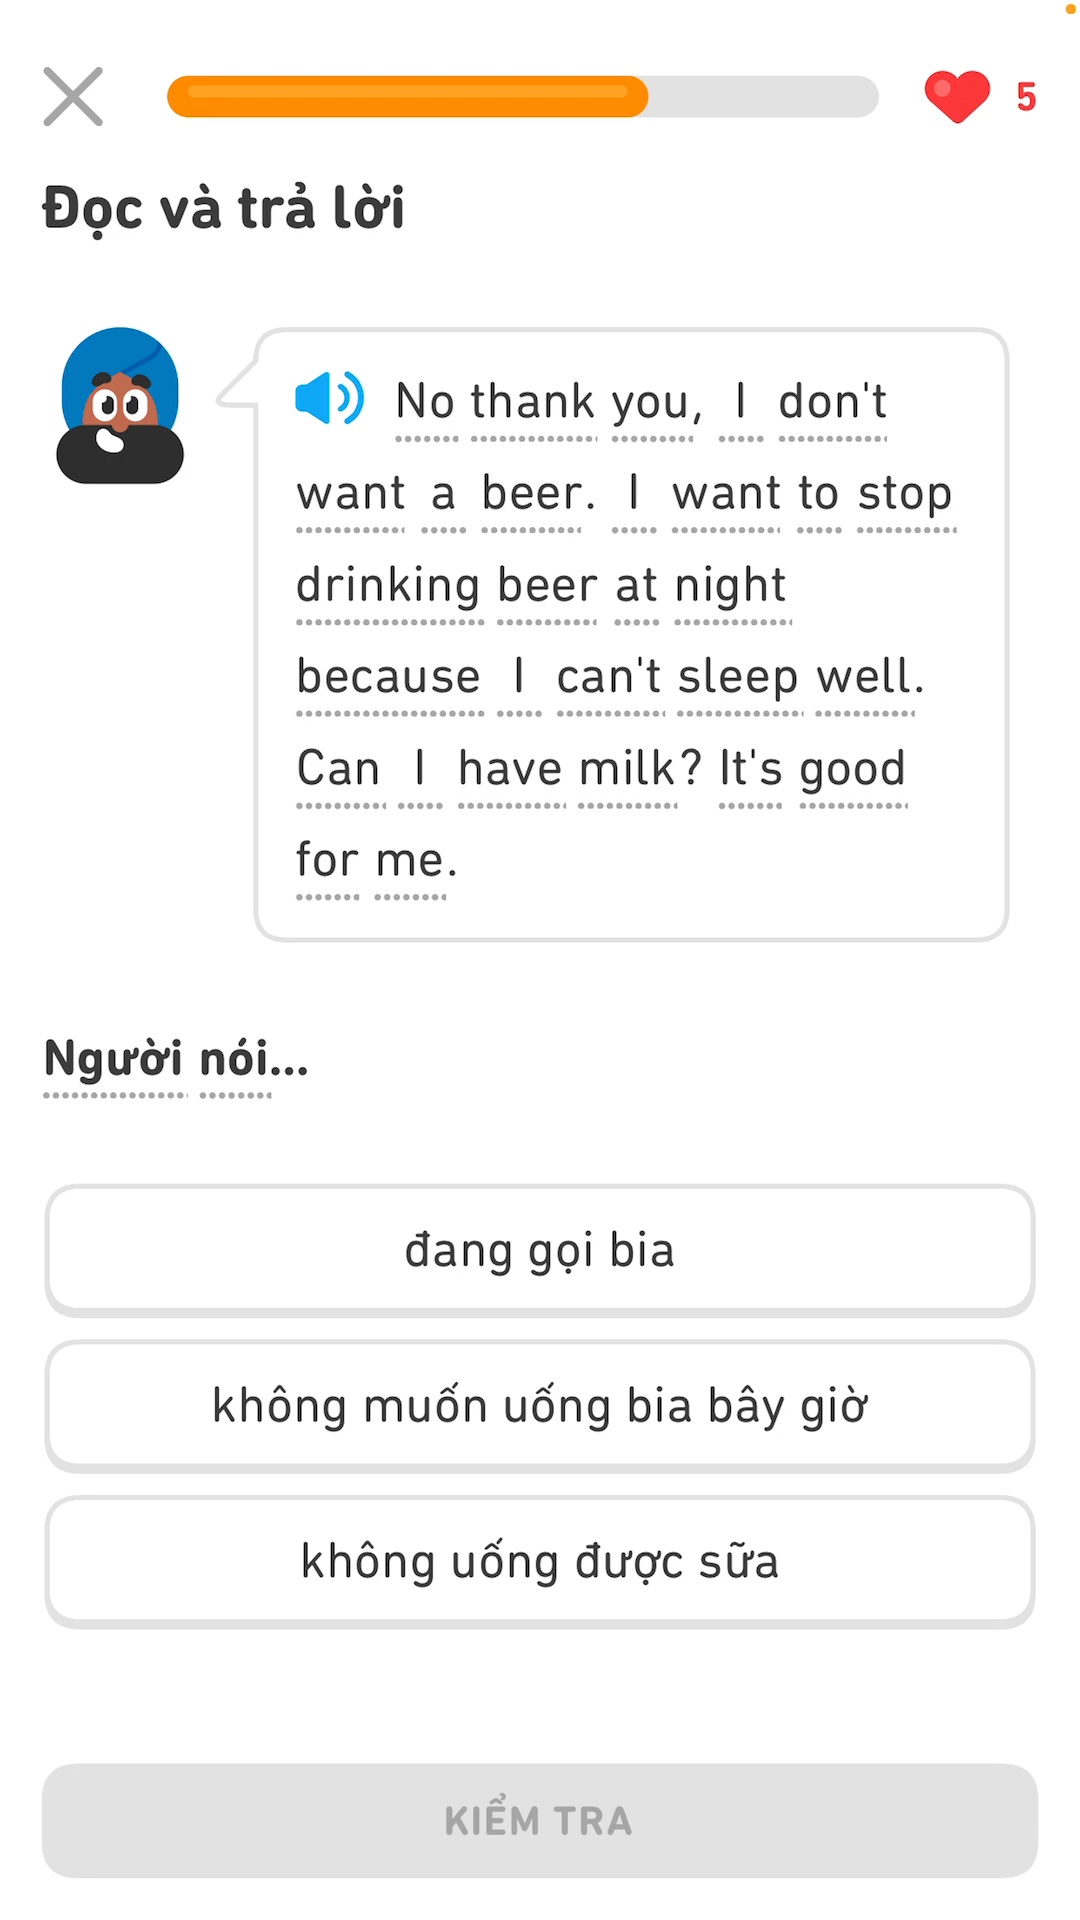 5
Đọc và trả lời
No thank you, I don't
want a beer. I want to stop
drinking beer at night
because I can't sleep well.
Can I have milk? It's good
for me.
Người nói...
đang gọi bia
không muốn uống bia bây giờ
không uống được sữa
KIỂM TRA